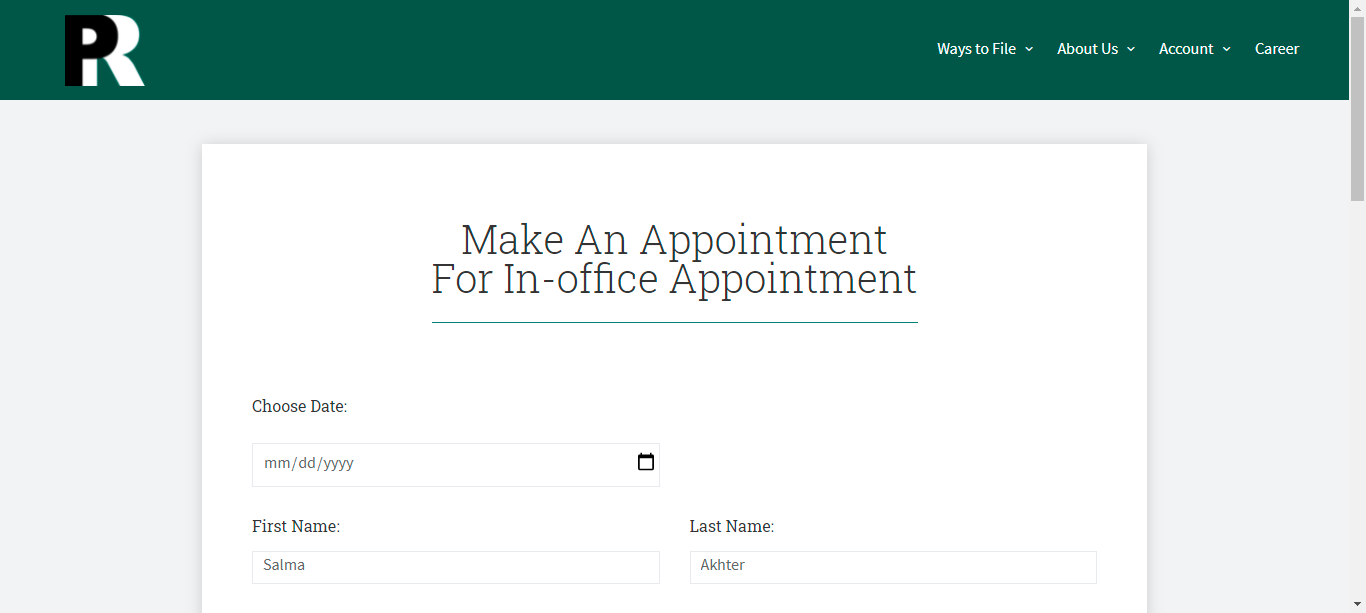 PR
Ways to File
About Us
Account
Career
Make An Appointment
For In-office Appointment
Choose Date:
mm/dd/yyyy
First Name:
Last Name:
Salma
Akhter